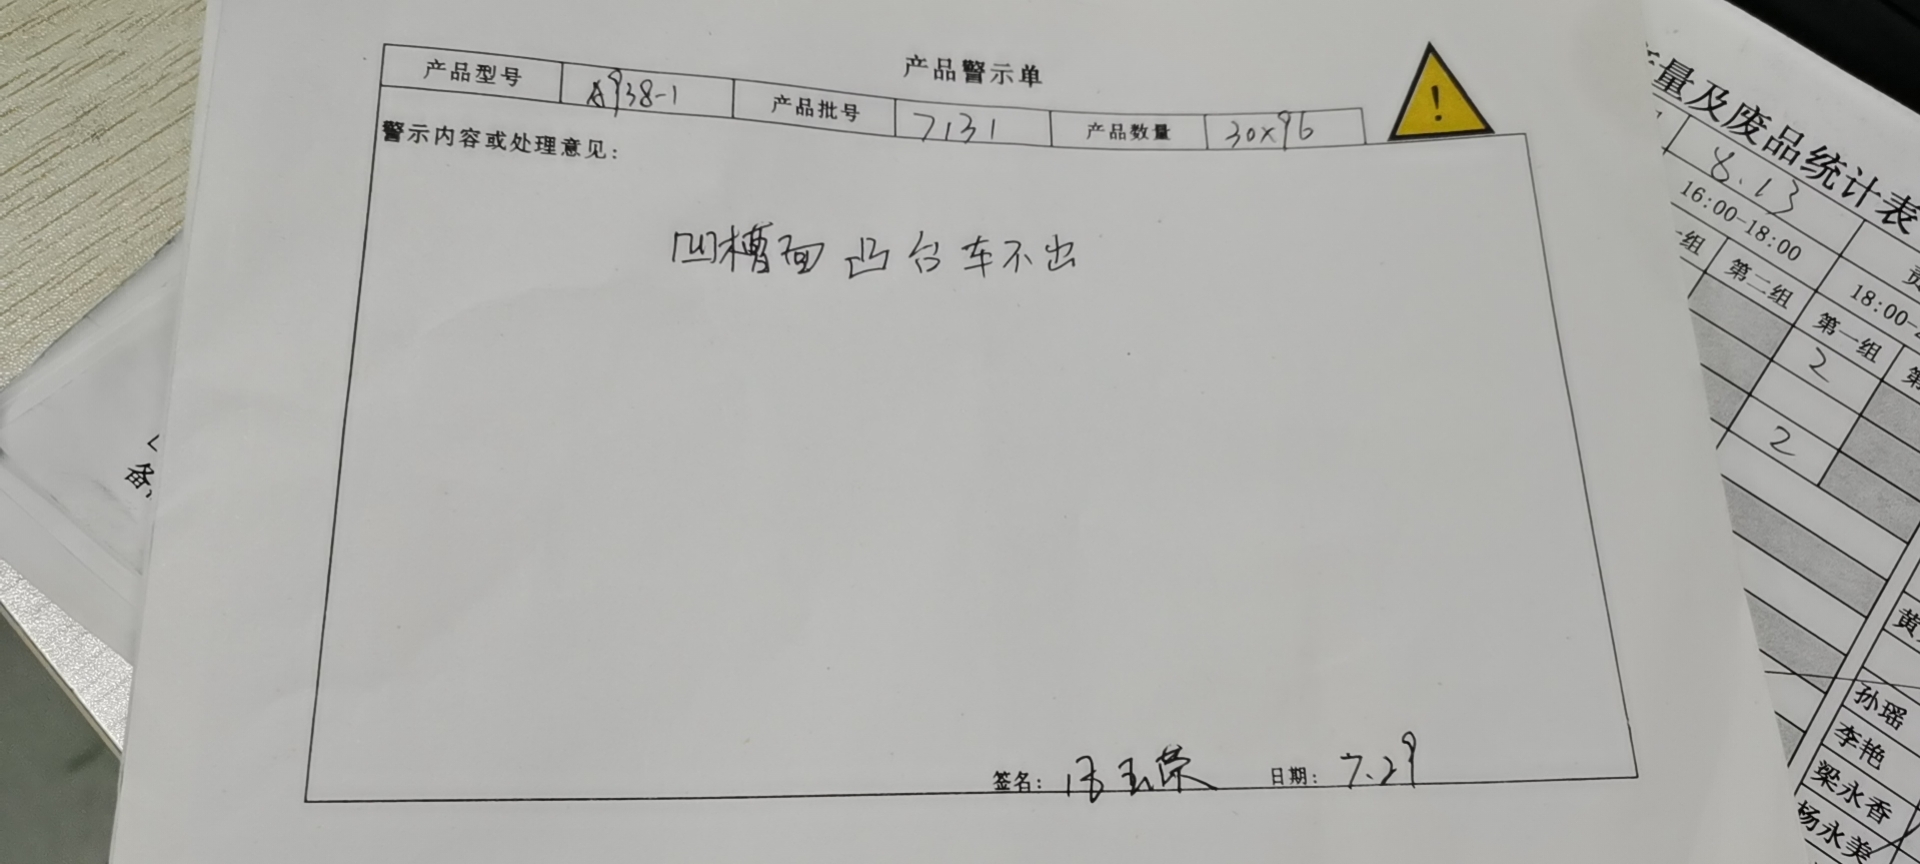 产品警示单
产品型号 A938-1 产品批号 7131 产品数量 30×96
警示内容或处理意见：
凹槽面凸台车不出
签名： 玉荣 日期： 7.29
量及废品统计表
8.13
16:00-18:00
18:00-
组 第二组 第一组 第
2
2
黄
孙瑶
李艳
梁永香
杨永美
备